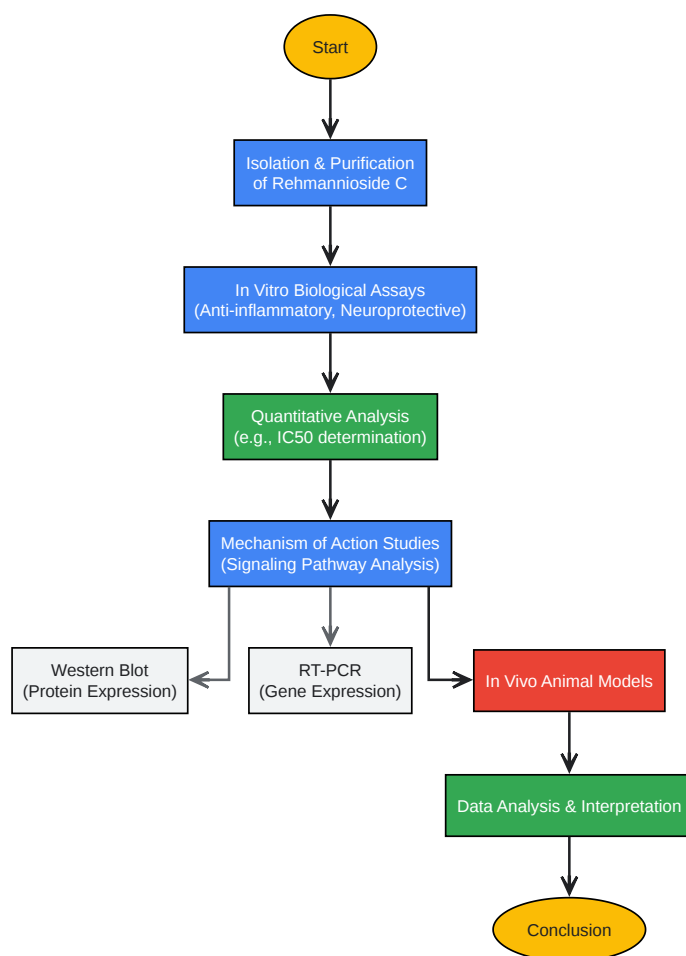 Start
Isolation & Purification
of Rehmannioside C
In Vitro Biological Assays
(Anti-inflammatory, Neuroprotective)
Quantitative Analysis
(e.g., IC50 determination)
Mechanism of Action Studies
(Signaling Pathway Analysis)
Western Blot
(Protein Expression)
RT-PCR
(Gene Expression)
In Vivo Animal Models
Data Analysis & Interpretation
Conclusion